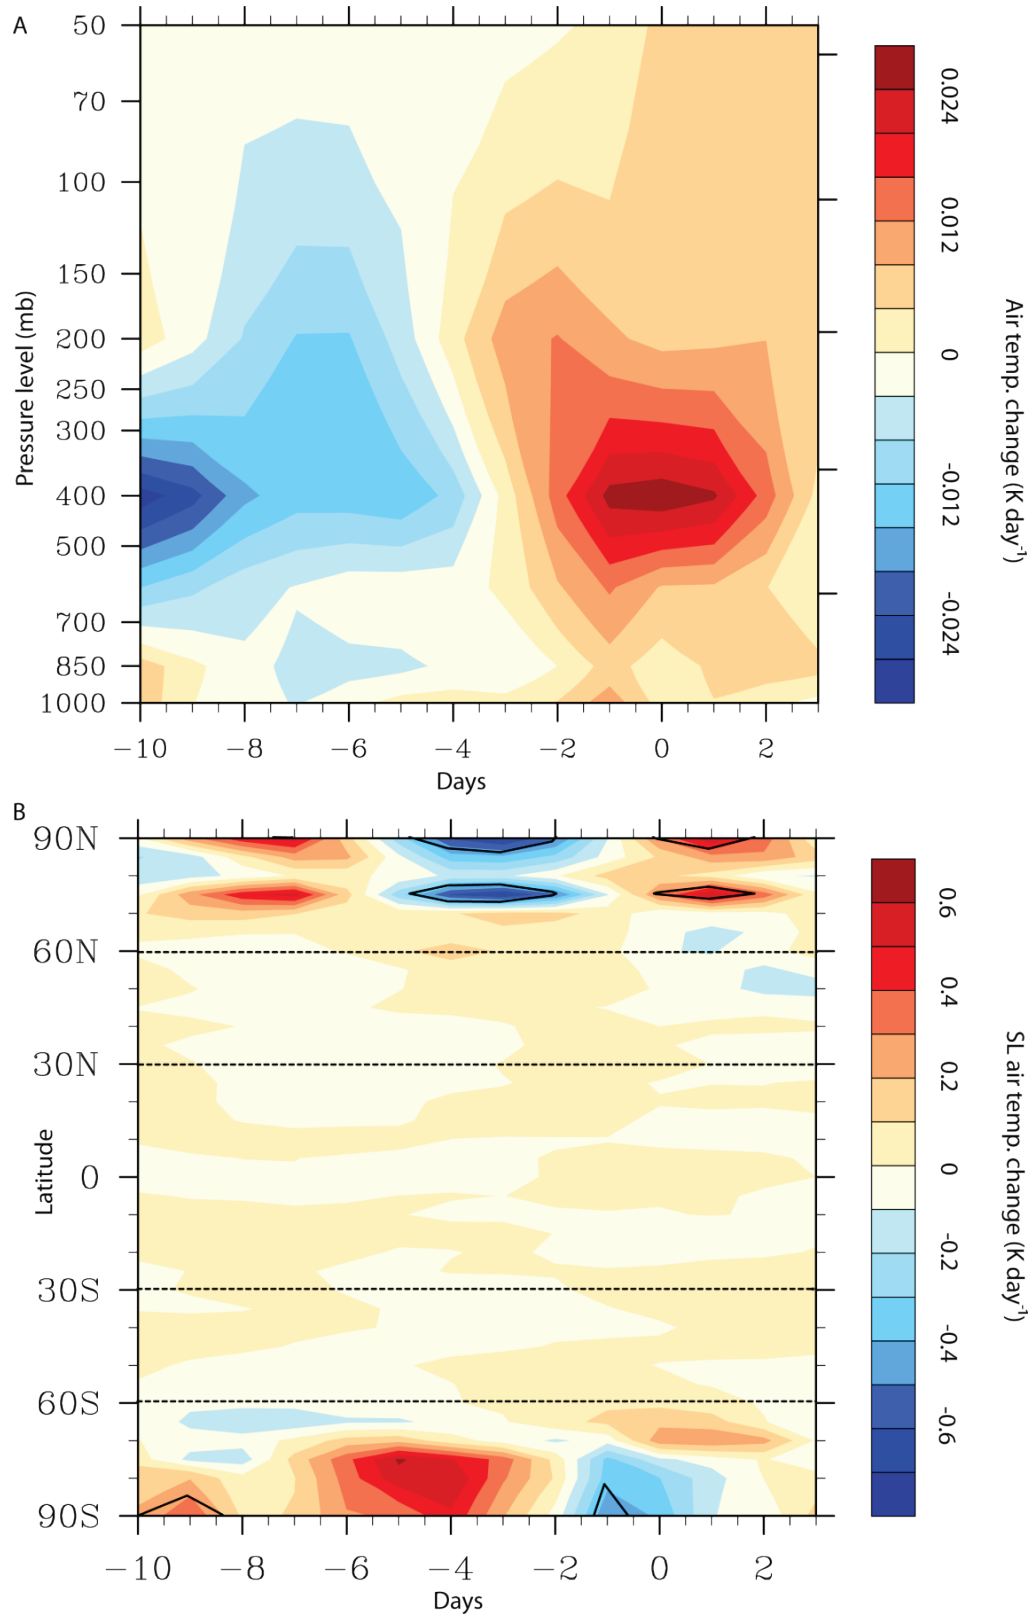 A
50
70
100
150
200
250
300
400
500
700
850
1000
Pressure level (mb)
−10
−8
−6
−4
−2
0
2
Days
0.024
0.012
0
-0.012
-0.024
Air temp. change (K day-1)
B
90N
60N
30N
0
30S
60S
90S
Latitude
−10
−8
−6
−4
−2
0
2
Days
0.6
0.4
0.2
0
-0.2
-0.4
-0.6
SL air temp. change (K day-1)